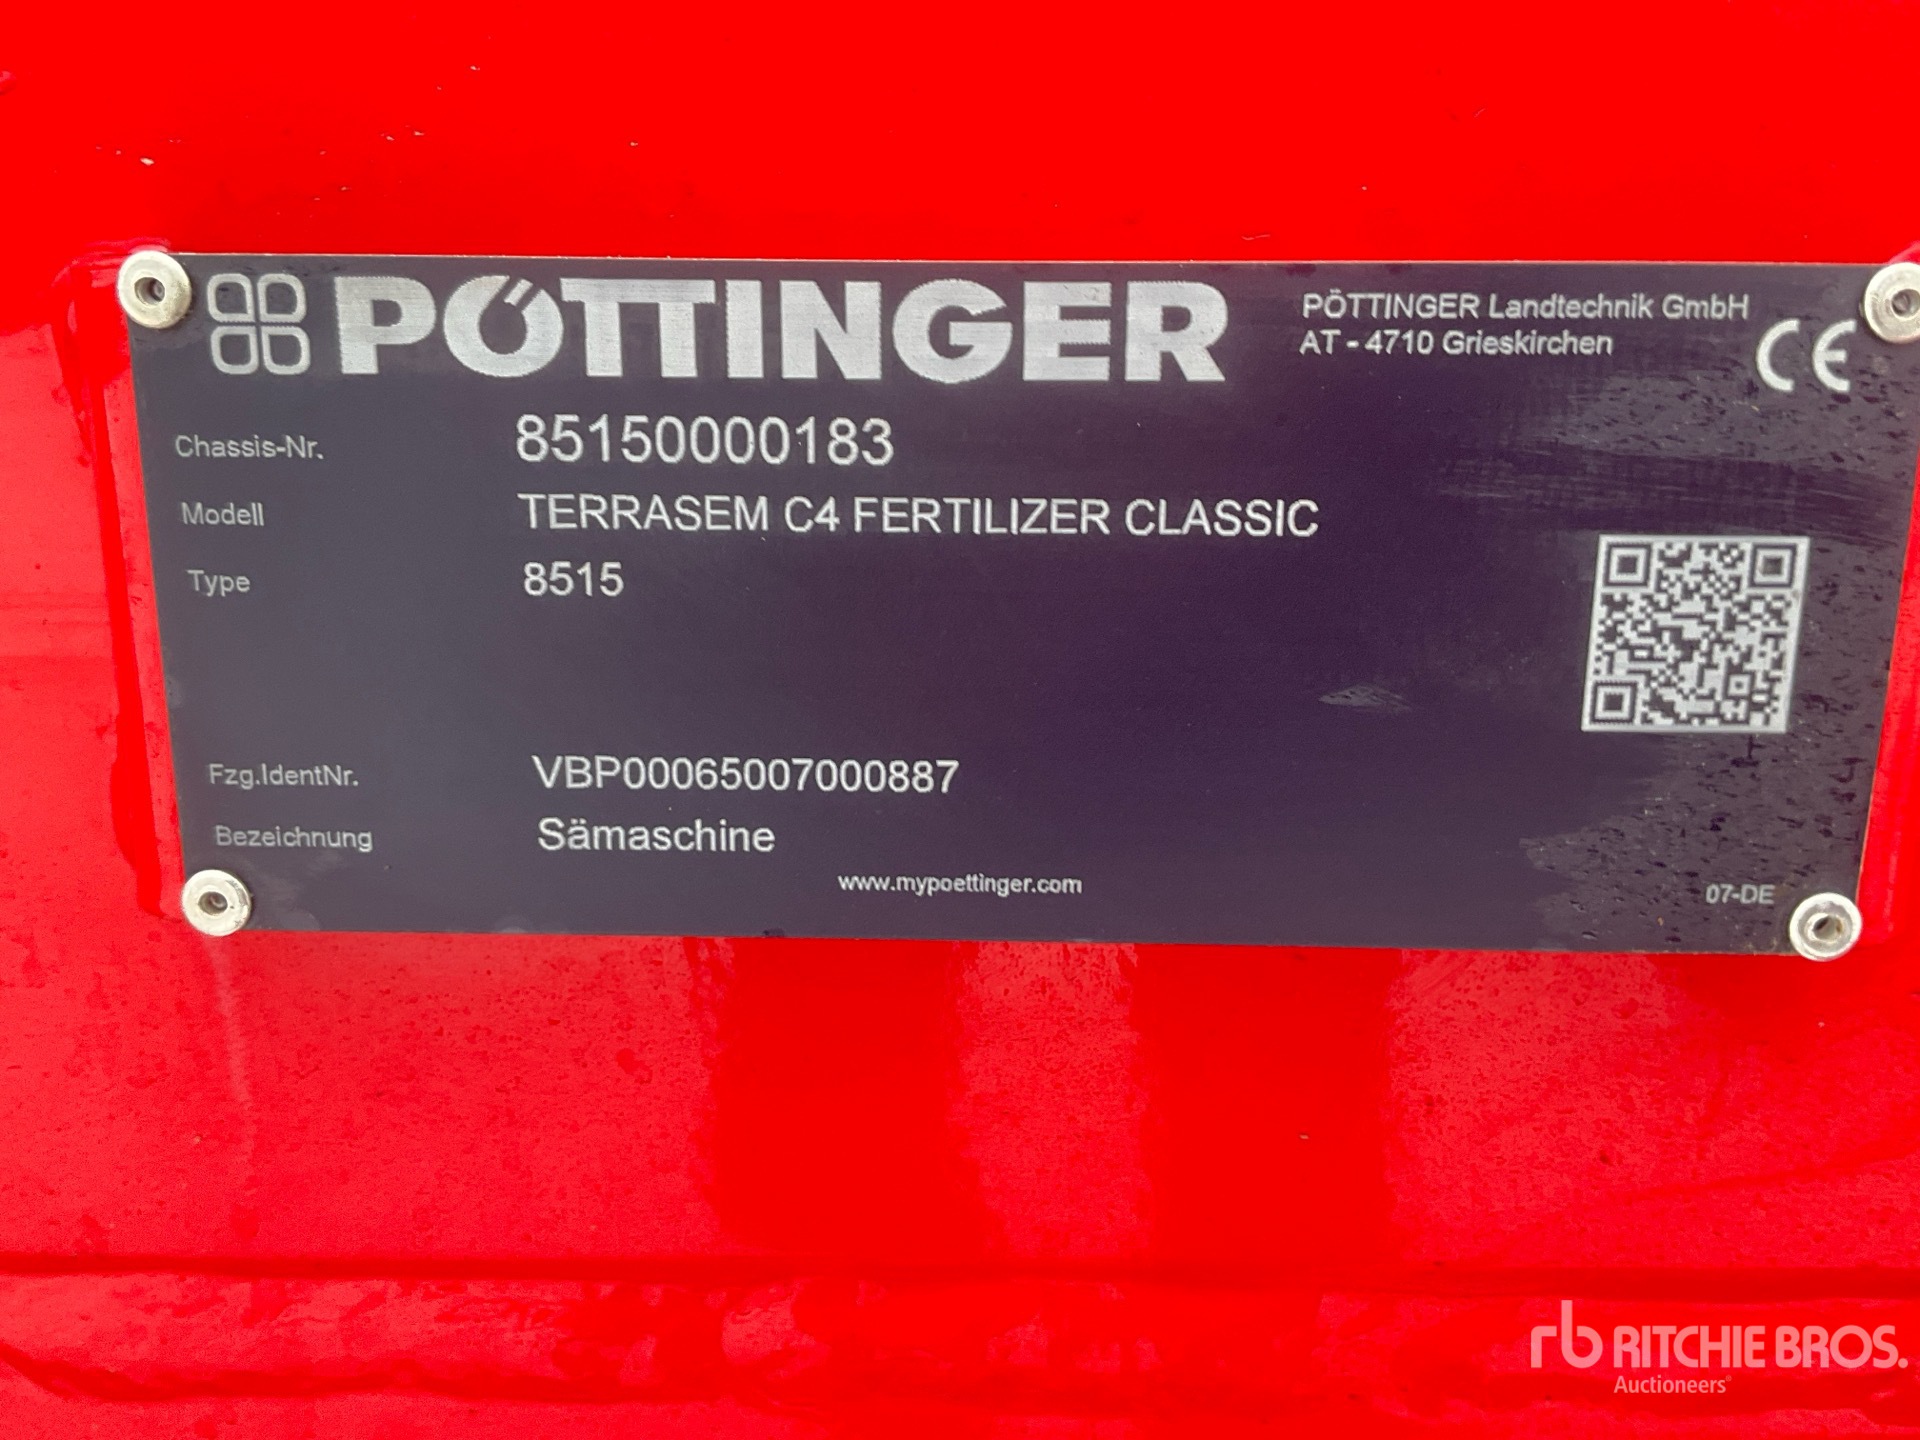 PÖTTINGER
PÖTTINGER Landtechnik GmbH
AT - 4710 Grieskirchen
CE
Chassis-Nr. 85150000183
Modell TERRASEM C4 FERTILIZER CLASSIC
Type 8515
Fzg.IdentNr. VBP00065007000887
Bezeichnung Sämaschine
www.mypoettinger.com
07-DE
rb RITCHIE BROS.
Auctioneers